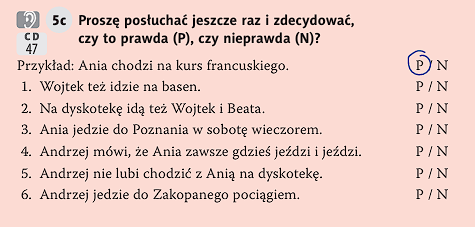 5c Proszę posłuchać jeszcze raz i zdecydować,
CD 47 czy to prawda (P), czy nieprawda (N)?
Przykład: Ania chodzi na kurs francuskiego. P / N
1. Wojtek też idzie na basen. P / N
2. Na dyskotekę idą też Wojtek i Beata. P / N
3. Ania jedzie do Poznania w sobotę wieczorem. P / N
4. Andrzej mówi, że Ania zawsze gdzieś jeździ i jeździ. P / N
5. Andrzej nie lubi chodzić z Anią na dyskotekę. P / N
6. Andrzej jedzie do Zakopanego pociągiem. P / N